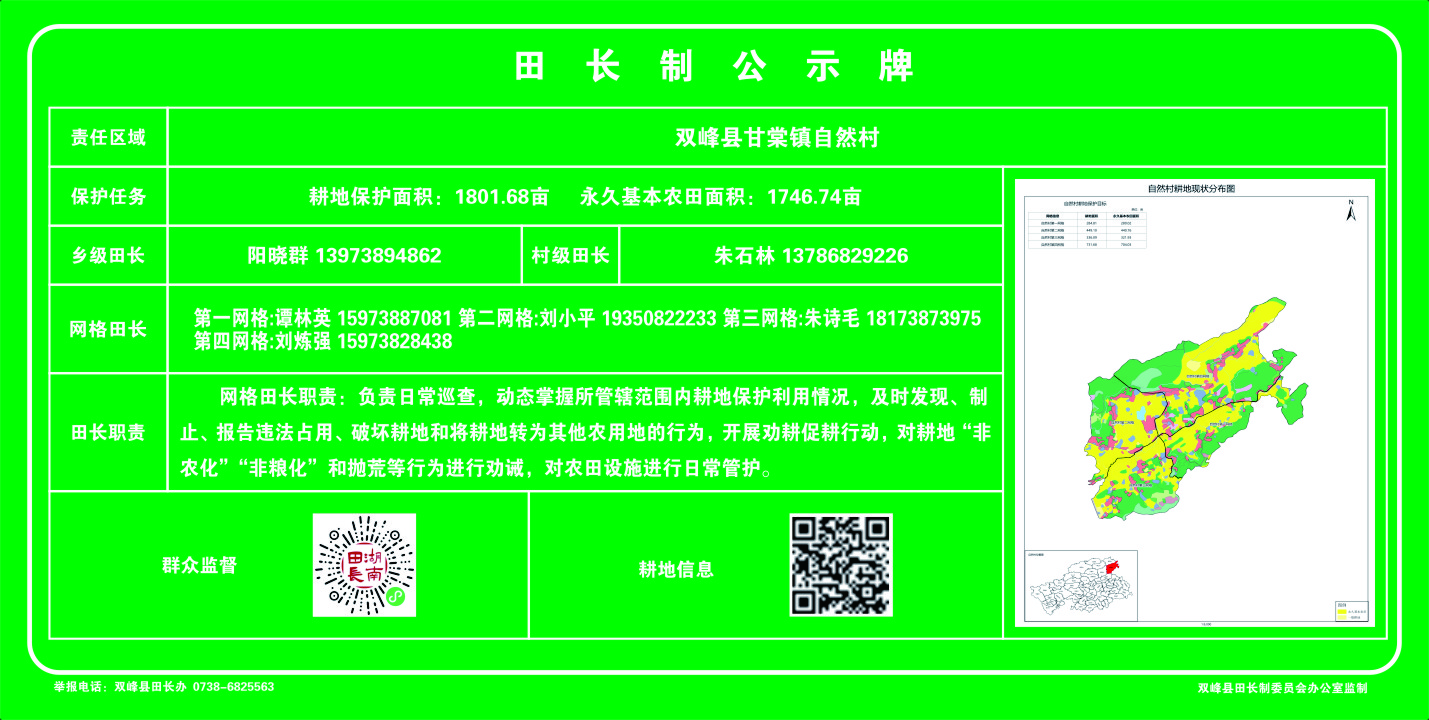 田长制公示牌
责任区域
双峰县甘棠镇自然村
保护任务
耕地保护面积：1801.68亩 永久基本农田面积：1746.74亩
乡级田长
阳晓群 13973894862
村级田长
朱石林 13786829226
网格田长
第一网格:谭林英 15973887081 第二网格:刘小平 19350822233 第三网格:朱诗毛 18173873975
第四网格:刘炼强 15973828438
田长职责
网格田长职责：负责日常巡查，动态掌握所管辖范围内耕地保护利用情况，及时发现、制
止、报告违法占用、破坏耕地和将耕地转为其他农用地的行为，开展劝耕促耕行动，对耕地“非
农化”“非粮化”和抛荒等行为进行劝诫，对农田设施进行日常管护。
自然村耕地现状分布图
自然村耕地保护目标
N
群众监督
湖南田長
耕地信息
举报电话：双峰县田长办 0738-6825563
双峰县田长制委员会办公室监制